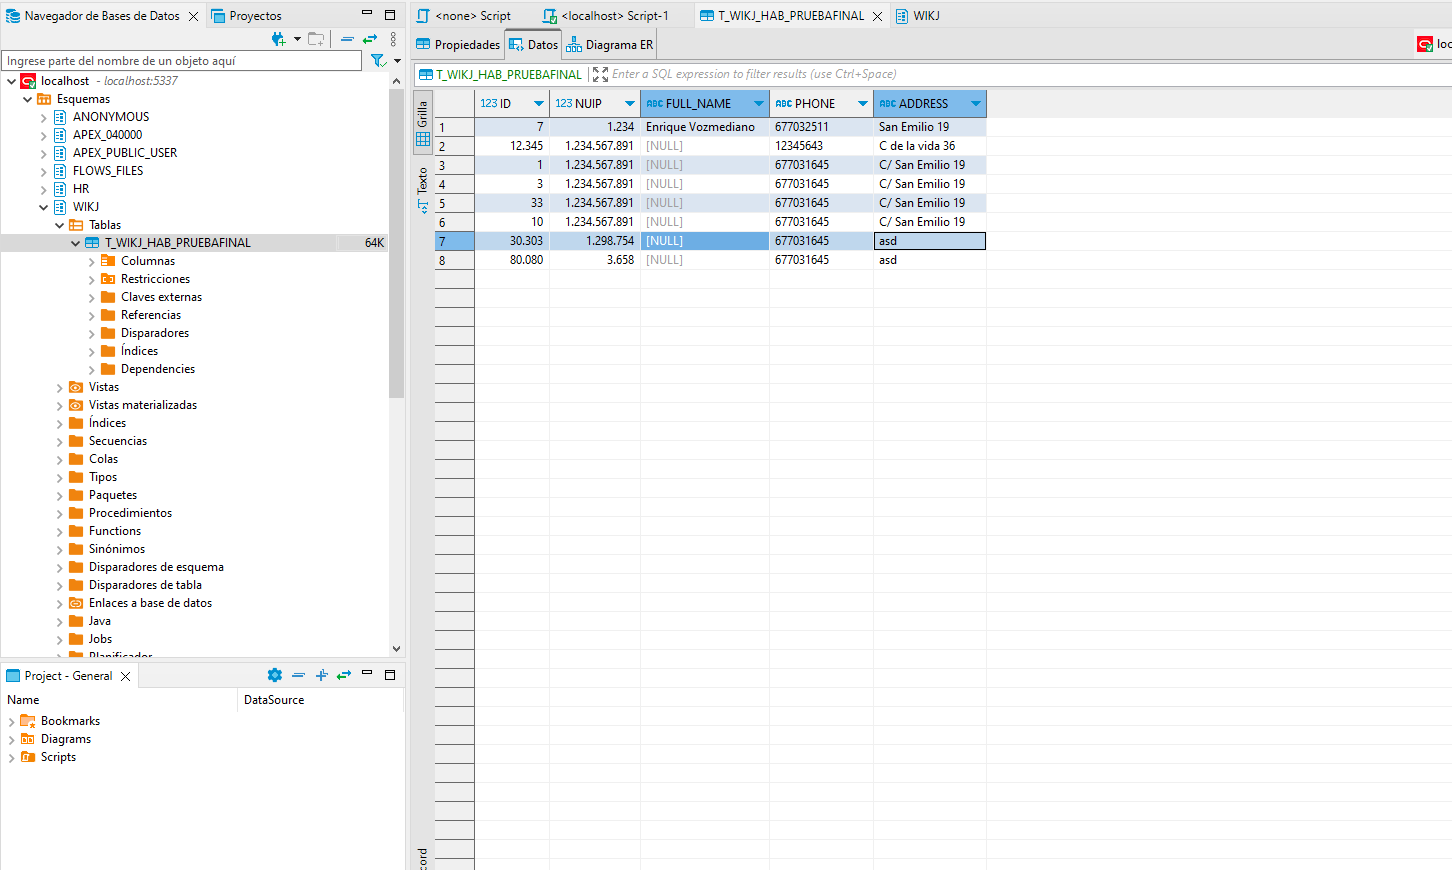 Navegador de Bases de Datos
Proyectos
Ingrese parte del nombre de un objeto aquí
localhost - localhost:5337
Esquemas
ANONYMOUS
APEX_040000
APEX_PUBLIC_USER
FLOWS_FILES
HR
WIKJ
Tablas
T_WIKJ_HAB_PRUEBAFINAL 64K
Columnas
Restricciones
Claves externas
Referencias
Disparadores
Índices
Dependencies
Vistas
Vistas materializadas
Índices
Secuencias
Colas
Tipos
Paquetes
Procedimientos
Functions
Sinónimos
Disparadores de esquema
Disparadores de tabla
Enlaces a base de datos
Java
Jobs
Planificador
Project - General
Name DataSource
Bookmarks
Diagrams
Scripts
<none> Script <localhost> Script-1 T_WIKJ_HAB_PRUEBAFINAL WIKJ
Propiedades Datos Diagrama ER loc
T_WIKJ_HAB_PRUEBAFINAL Enter a SQL expression to filter results (use Ctrl+Space)
Grilla
Texto
cord
123 ID 123 NUIP ABC FULL_NAME ABC PHONE ABC ADDRESS
1 7 1.234 Enrique Vozmediano 677032511 San Emilio 19
2 12.345 1.234.567.891 [NULL] 12345643 C de la vida 36
3 1 1.234.567.891 [NULL] 677031645 C/ San Emilio 19
4 3 1.234.567.891 [NULL] 677031645 C/ San Emilio 19
5 33 1.234.567.891 [NULL] 677031645 C/ San Emilio 19
6 10 1.234.567.891 [NULL] 677031645 C/ San Emilio 19
7 30.303 1.298.754 [NULL] 677031645 asd
8 80.080 3.658 [NULL] 677031645 asd